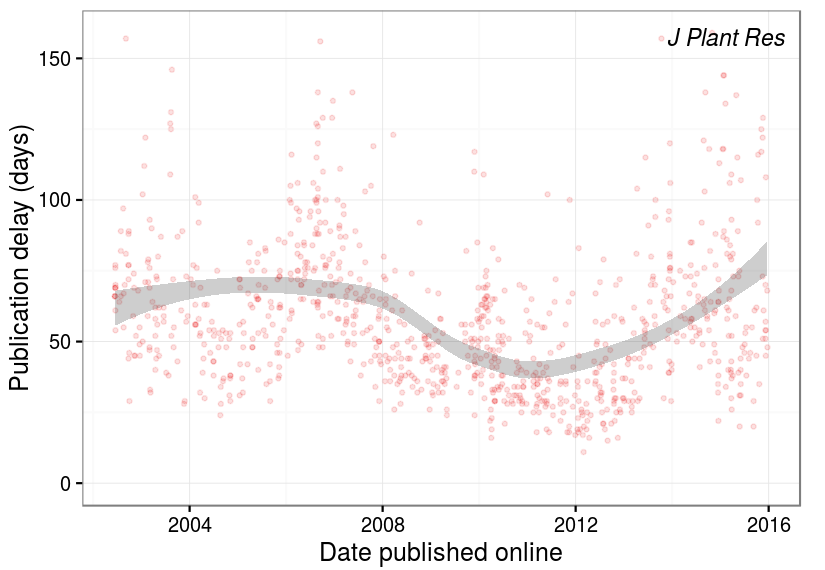 J Plant Res
150
100
50
0
Publication delay (days)
2004 2008 2012 2016
Date published online